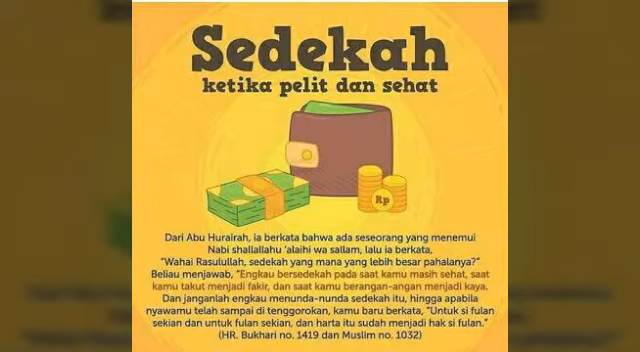 Sedekah
ketika pelit dan sehat
Rp
Dari Abu Hurairah, ia berkata bahwa ada seseorang yang menemui
Nabi shallallahu 'alaihi wa sallam, lalu ia berkata,
"Wahai Rasulullah, sedekah yang mana yang lebih besar pahalanya?"
Beliau menjawab, "Engkau bersedekah pada saat kamu masih sehat, saat
kamu takut menjadi fakir, dan saat kamu berangan-angan menjadi kaya.
Dan janganlah engkau menunda-nunda sedekah itu, hingga apabila
nyawamu telah sampai di tenggorokan, kamu baru berkata, "Untuk si fulan
sekian dan untuk fulan sekian, dan harta itu sudah menjadi hak si fulan."
(HR. Bukhari no. 1419 dan Muslim no. 1032)